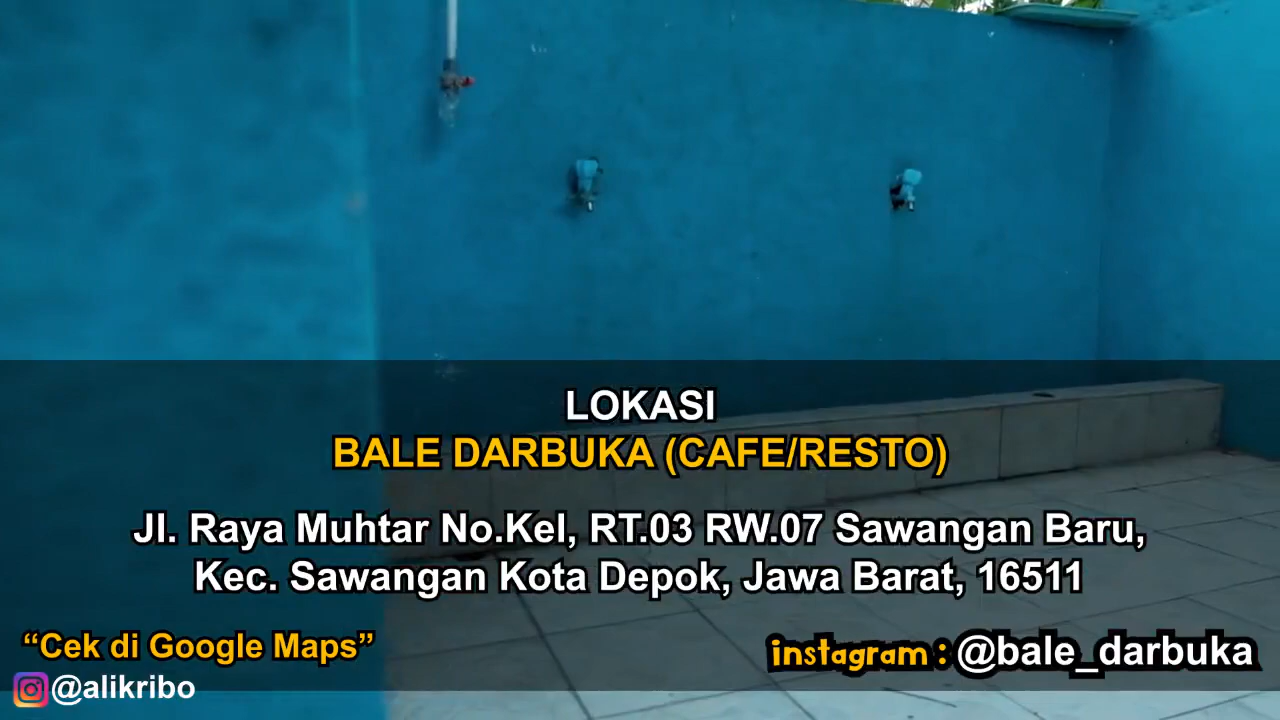 LOKASI
BALE DARBUKA (CAFE/RESTO)
Jl. Raya Muhtar No.Kel, RT.03 RW.07 Sawangan Baru,
Kec. Sawangan Kota Depok, Jawa Barat, 16511
“Cek di Google Maps”
instagram : @bale_darbuka
@alikribo